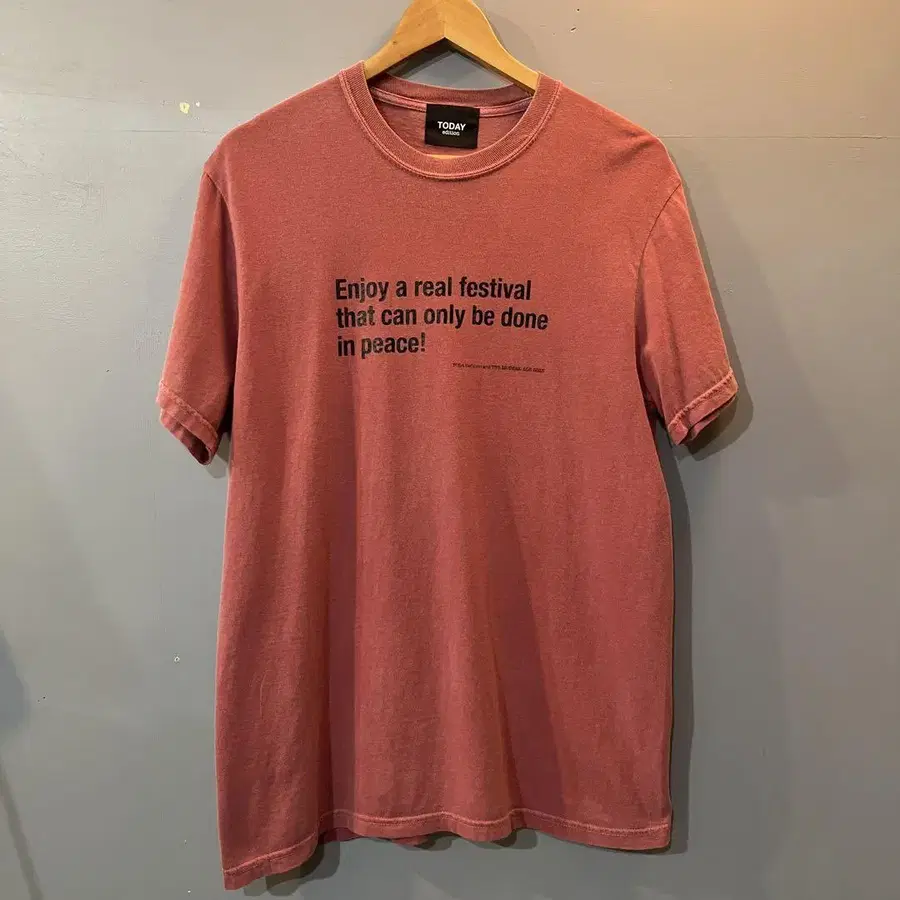 TODAY
edition
Enjoy a real festival
that can only be done
in peace!